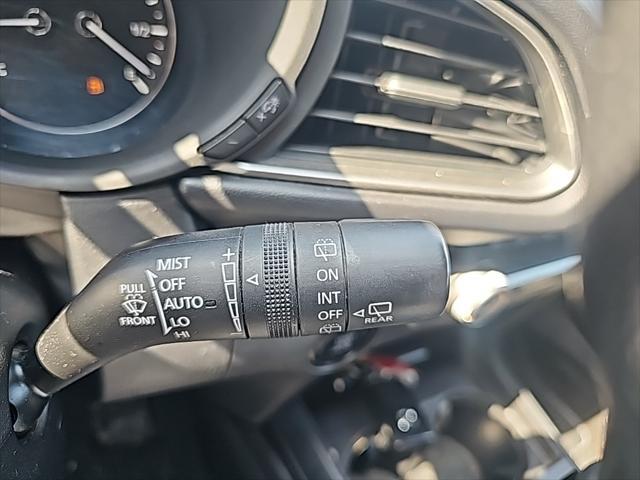 MIST
OFF
PULL
AUTO
FRONT
LO
HI
+
-
ON
INT
OFF
REAR